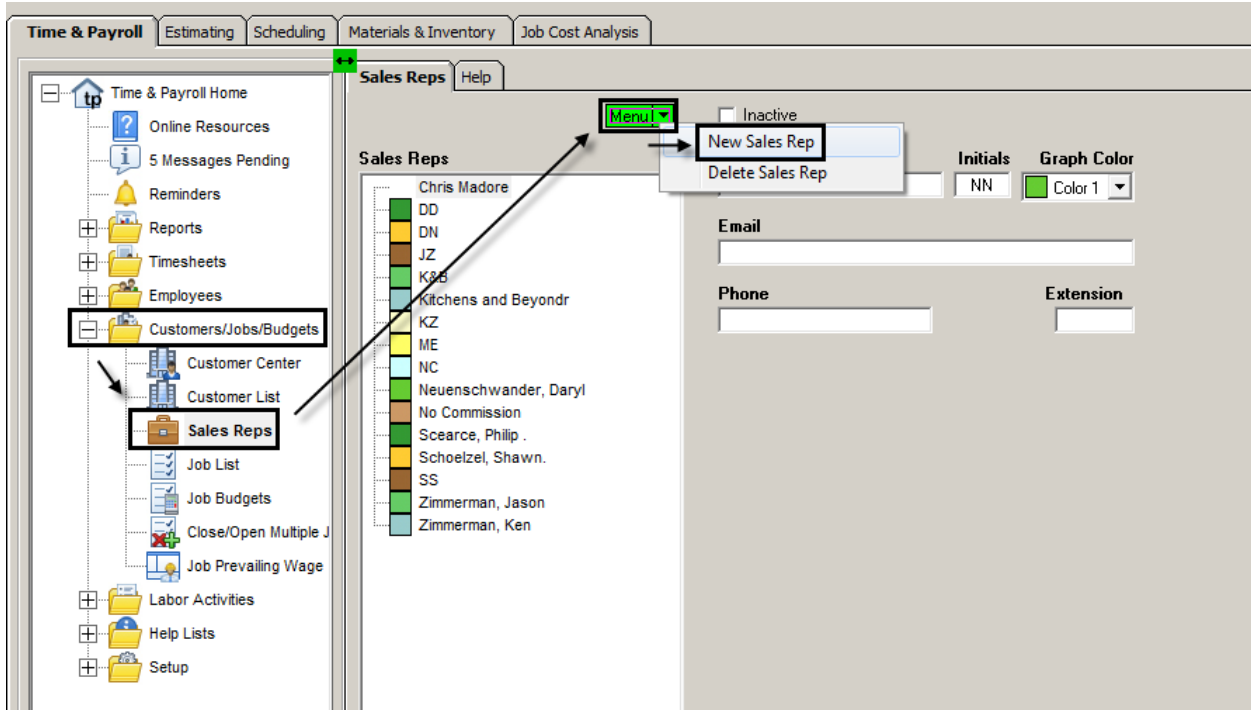 Time & Payroll Estimating Scheduling Materials & Inventory Job Cost Analysis
tp Time & Payroll Home
Online Resources
5 Messages Pending
Reminders
Reports
Timesheets
Employees
Customers/Jobs/Budgets
Customer Center
Customer List
Sales Reps
Job List
Job Budgets
Close/Open Multiple J
Job Prevailing Wage
Labor Activities
Help Lists
Setup
Sales Reps Help
Menu
Inactive
New Sales Rep
Delete Sales Rep
Sales Reps
Chris Madore
DD
DN
JZ
K&B
Kitchens and Beyondr
KZ
ME
NC
Neuenschwander, Daryl
No Commission
Scearce, Philip .
Schoelzel, Shawn.
SS
Zimmerman, Jason
Zimmerman, Ken
Initials Graph Color
NN Color 1
Email
Phone Extension